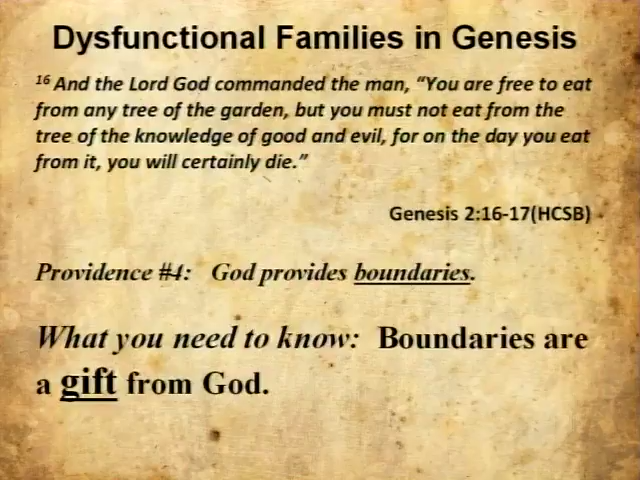 Dysfunctional Families in Genesis
16 And the Lord God commanded the man, “You are free to eat
from any tree of the garden, but you must not eat from the
tree of the knowledge of good and evil, for on the day you eat
from it, you will certainly die.”
Genesis 2:16-17(HCSB)
Providence #4: God provides boundaries.
What you need to know: Boundaries are
a gift from God.